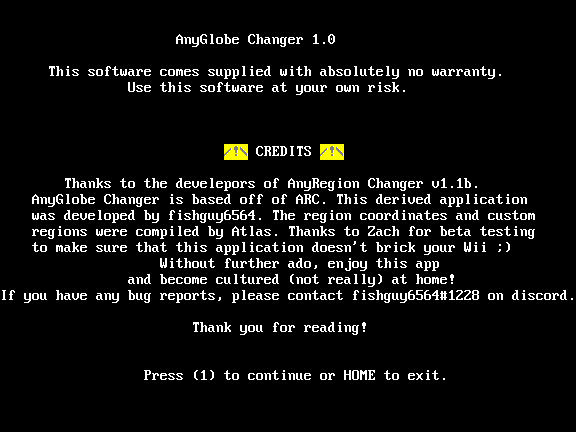 AnyGlobe Changer 1.0
This software comes supplied with absolutely no warranty.
Use this software at your own risk.
/!\ CREDITS /!\
Thanks to the develepors of AnyRegion Changer v1.1b.
AnyGlobe Changer is based off of ARC. This derived application
was developed by fishguy6564. The region coordinates and custom
regions were compiled by Atlas. Thanks to Zach for beta testing
to make sure that this application doesn't brick your Wii ;)
Without further ado, enjoy this app
and become cultured (not really) at home!
If you have any bug reports, please contact fishguy6564#1228 on discord.
Thank you for reading!
Press (1) to continue or HOME to exit.